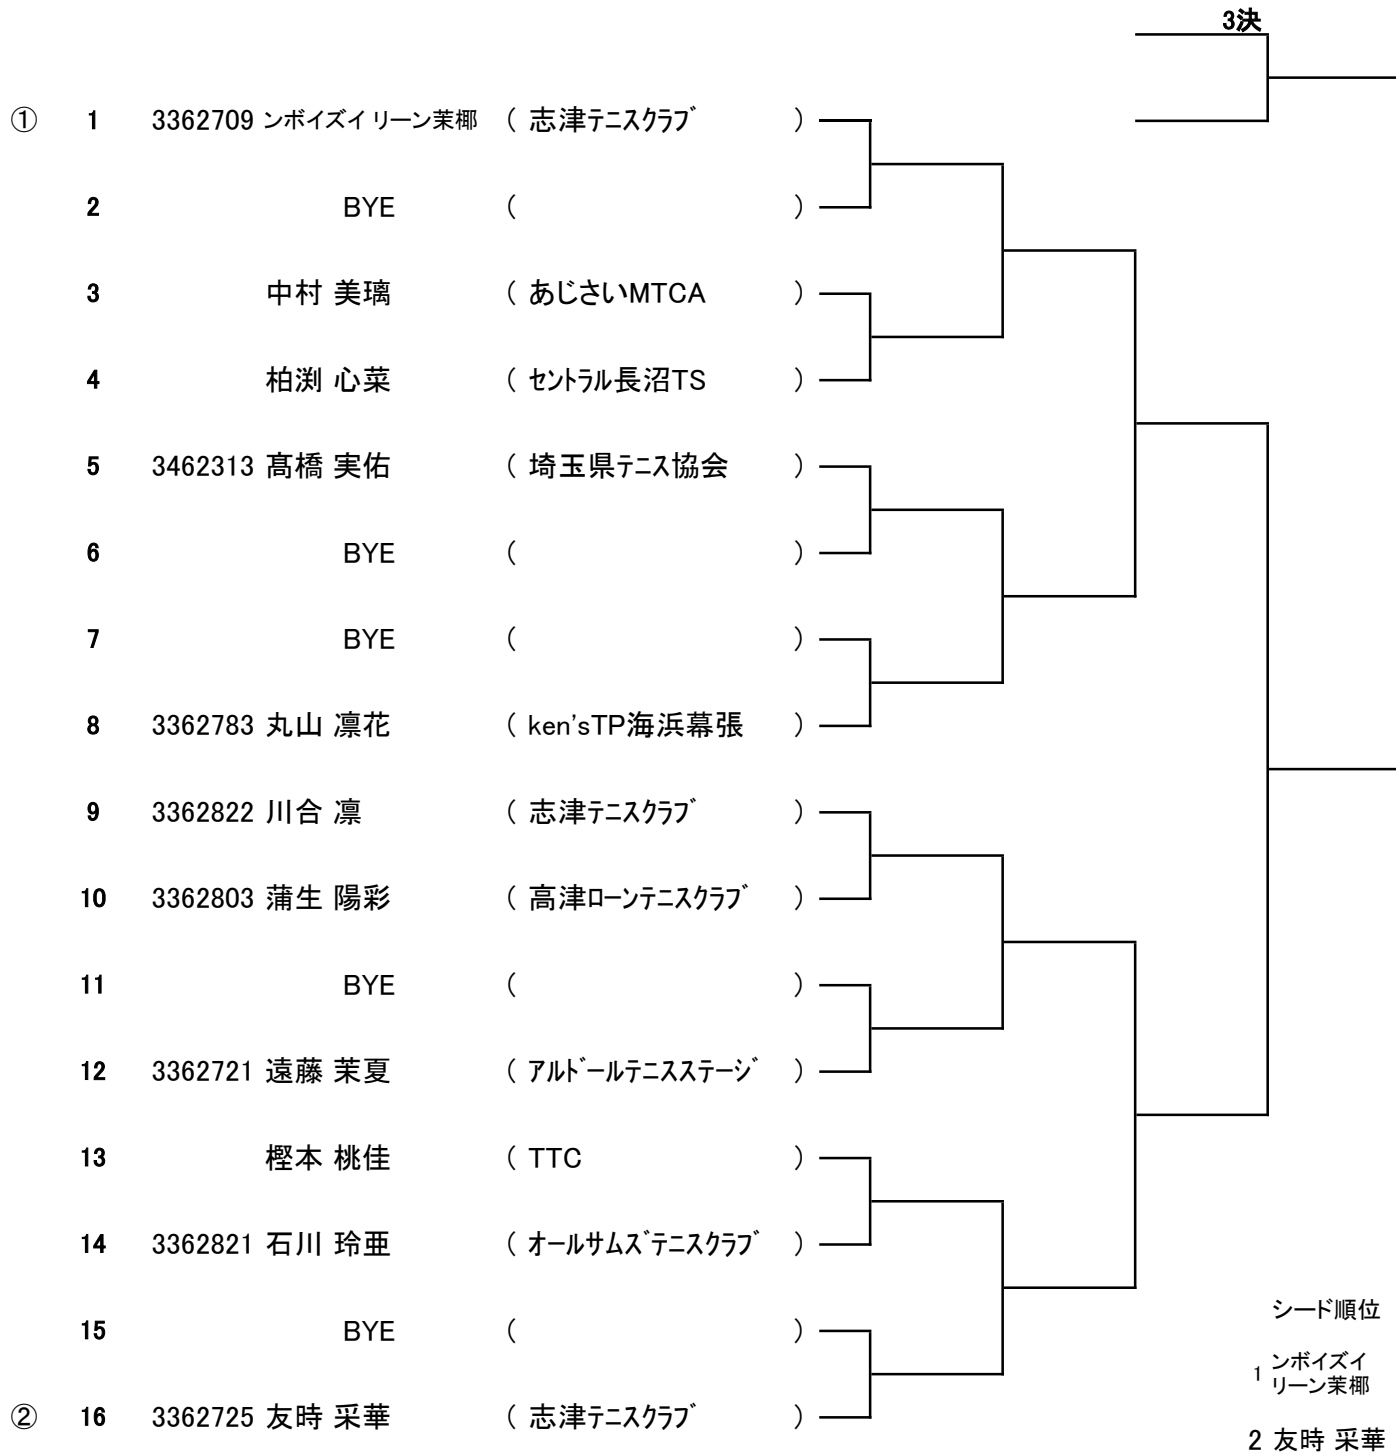 3決
① 1 3362709 ンボイズイ リーン茉椰 ( 志津テニスクラブ )
2 BYE ( )
3 中村 美璃 ( あじさいMTCA )
4 柏渕 心菜 ( セントラル長沼TS )
5 3462313 髙橋 実佑 ( 埼玉県テニス協会 )
6 BYE ( )
7 BYE ( )
8 3362783 丸山 凛花 ( ken'sTP海浜幕張 )
9 3362822 川合 凛 ( 志津テニスクラブ )
10 3362803 蒲生 陽彩 ( 高津ローンテニスクラブ )
11 BYE ( )
12 3362721 遠藤 茉夏 ( アルドールテニスステージ )
13 樫本 桃佳 ( TTC )
14 3362821 石川 玲亜 ( オールサムズテニスクラブ )
15 BYE ( )
② 16 3362725 友時 采華 ( 志津テニスクラブ )
シード順位
1 ンボイズイ
リーン茉椰
2 友時 采華